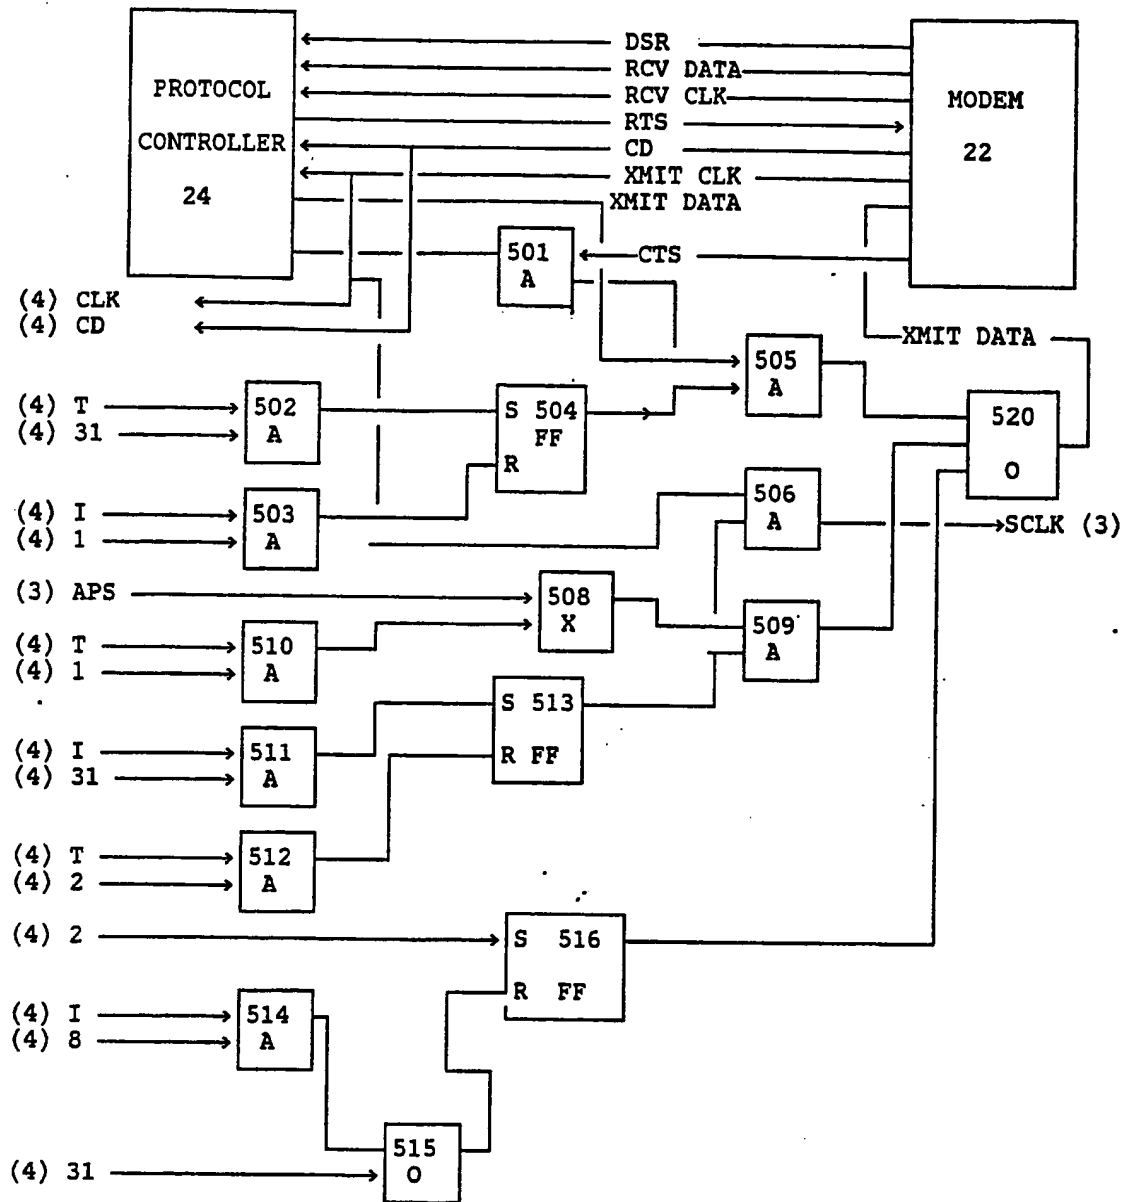 PROTOCOL
CONTROLLER
24
DSR
RCV DATA
RCV CLK
RTS
CD
XMIT CLK
XMIT DATA
MODEM
22
501
A
CTS
(4) CLK
(4) CD
XMIT DATA
505
A
(4) T
(4) 31
502
A
S 504
FF
R
520
O
(4) I
(4) 1
503
A
506
A
SCLK (3)
(3) APS
508
X
509
A
(4) T
(4) 1
510
A
S 513
R FF
(4) I
(4) 31
511
A
(4) T
(4) 2
512
A
(4) 2
S 516
R FF
(4) I
(4) 8
514
A
515
O
(4) 31